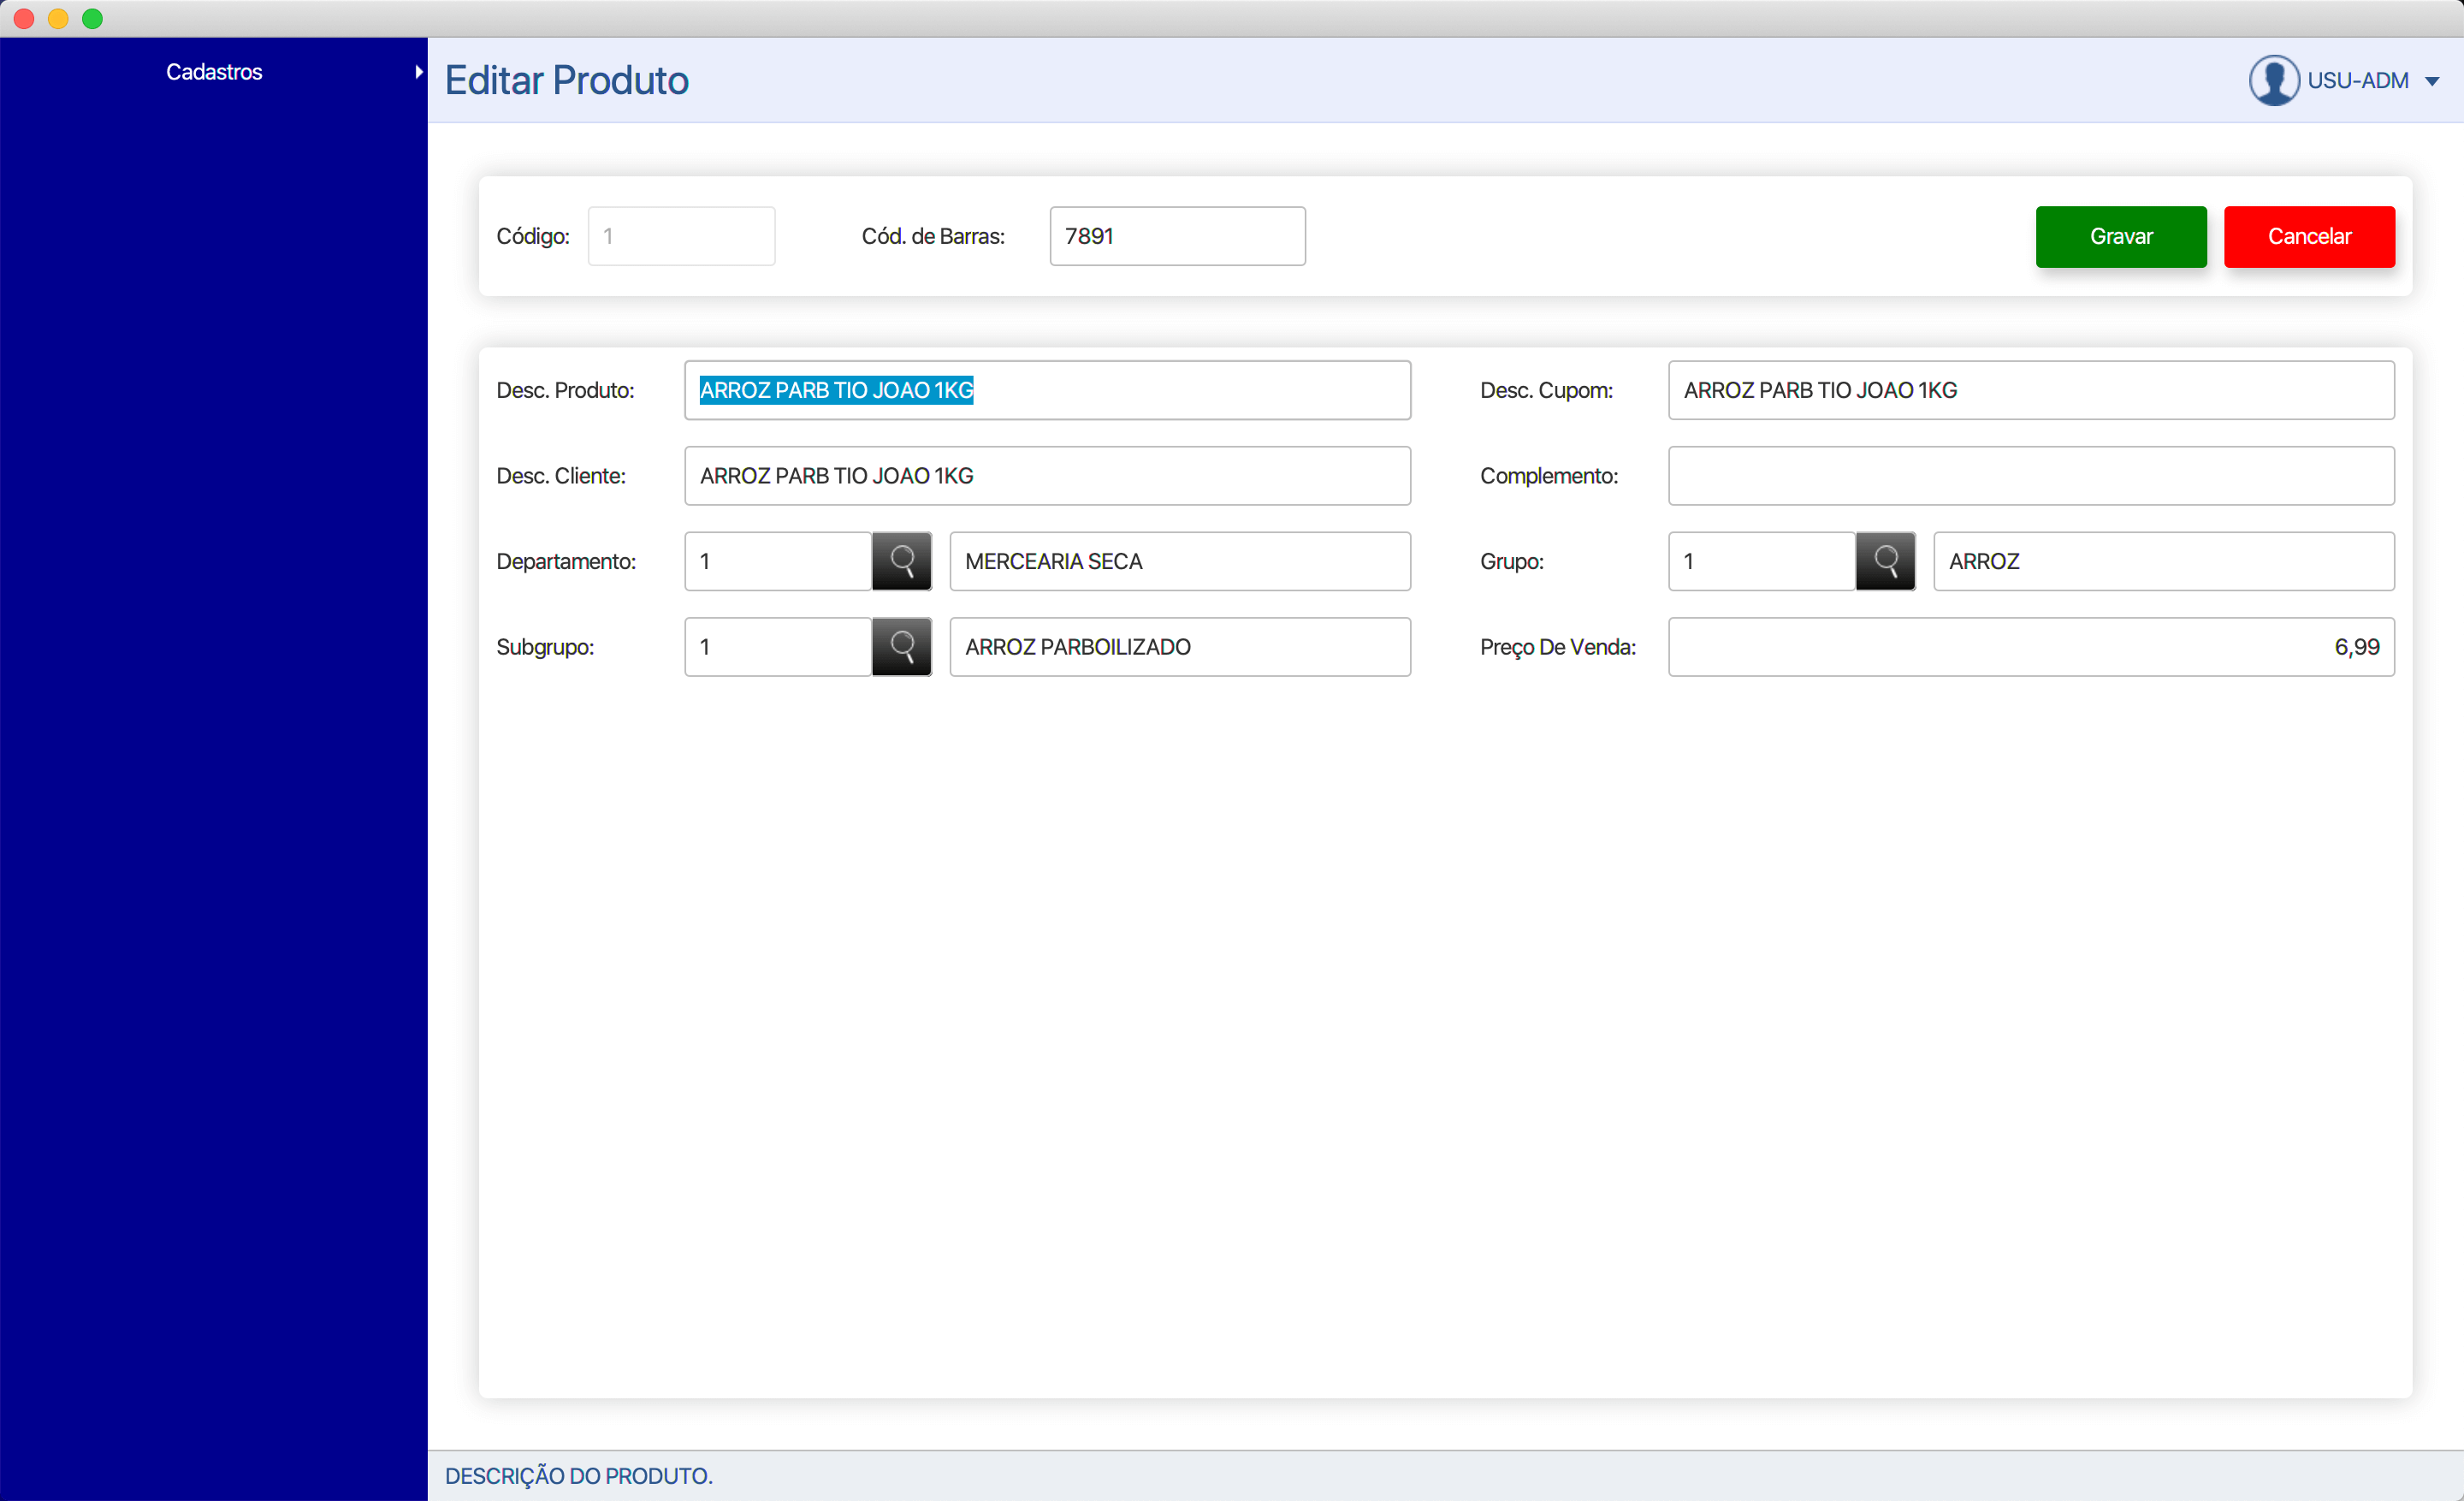 Cadastros
Editar Produto
USU-ADM
Código: 1 Cód. de Barras: 7891 Gravar Cancelar
Desc. Produto: ARROZ PARB TIO JOAO 1KG Desc. Cupom: ARROZ PARB TIO JOAO 1KG
Desc. Cliente: ARROZ PARB TIO JOAO 1KG Complemento:
Departamento: 1 MERCEARIA SECA Grupo: 1 ARROZ
Subgrupo: 1 ARROZ PARBOILIZADO Preço De Venda: 6,99
DESCRIÇÃO DO PRODUTO.